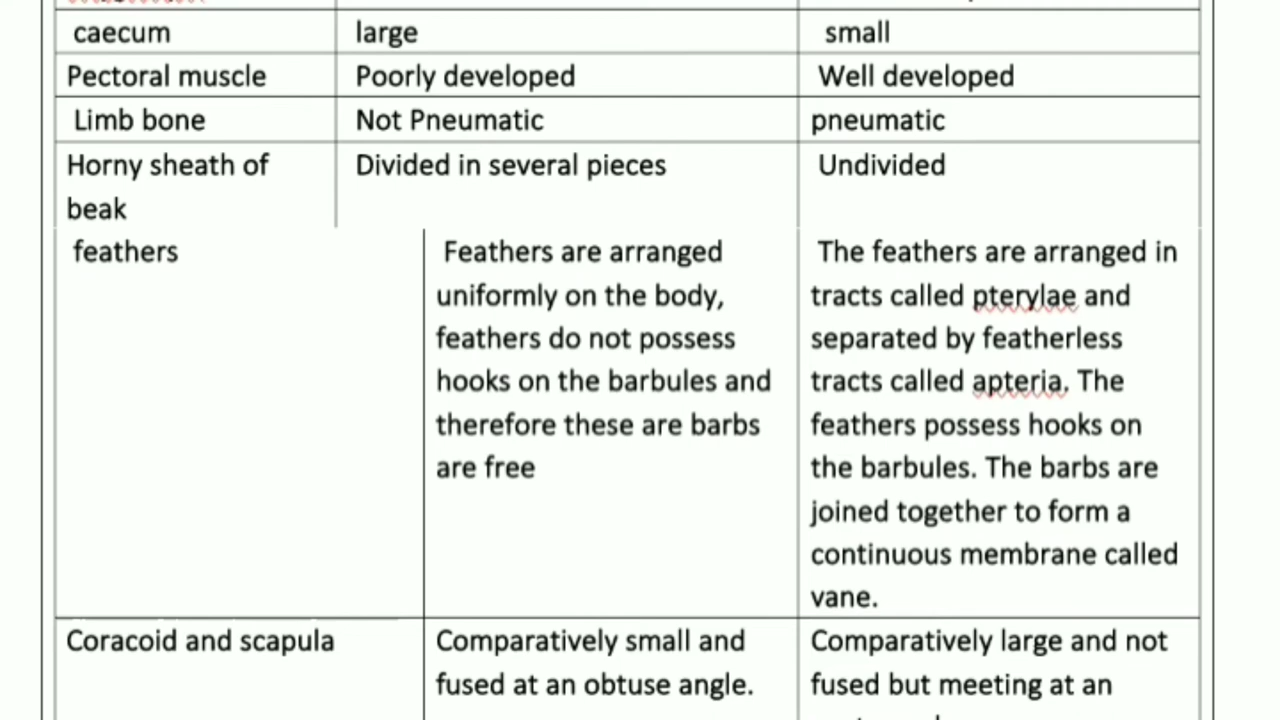 caecum large small
Pectoral muscle Poorly developed Well developed
Limb bone Not Pneumatic pneumatic
Horny sheath of Divided in several pieces Undivided
beak
feathers Feathers are arranged The feathers are arranged in
uniformly on the body, tracts called pterylae and
feathers do not possess separated by featherless
hooks on the barbules and tracts called apteria. The
therefore these are barbs feathers possess hooks on
are free the barbules. The barbs are
joined together to form a
continuous membrane called
vane.
Coracoid and scapula Comparatively small and Comparatively large and not
fused at an obtuse angle. fused but meeting at an